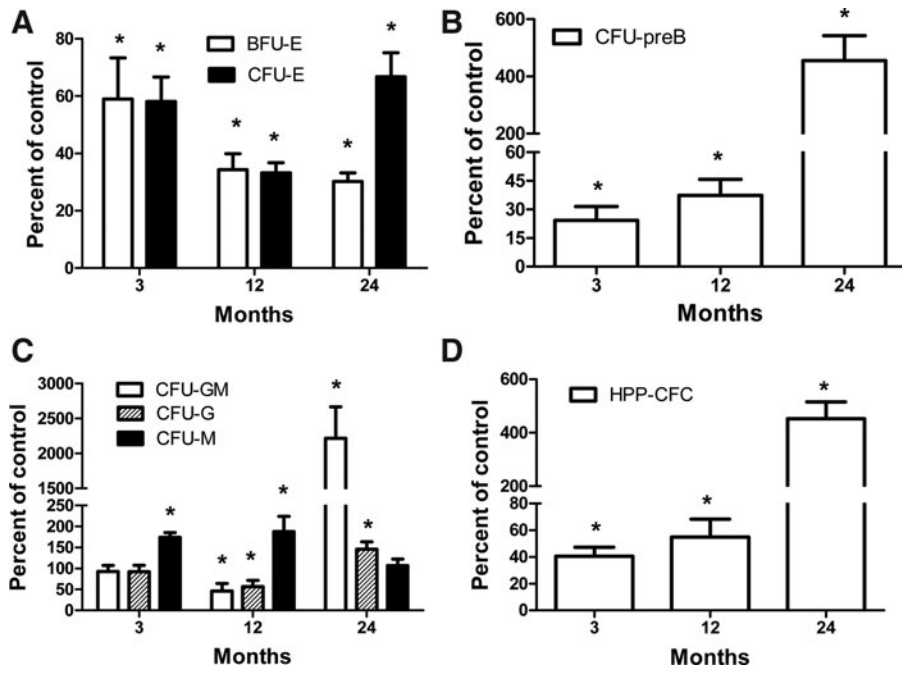 A
Percent of control
80
60
40
20
0
* * * * * *
BFU-E
CFU-E
3 12 24
Months
B
Percent of control
600
400
200
60
45
30
15
0
* * *
CFU-preB
3 12 24
Months
C
Percent of control
3000
2500
2000
1500
250
200
150
100
50
0
* * * * * *
CFU-GM
CFU-G
CFU-M
3 12 24
Months
D
Percent of control
600
400
200
80
60
40
20
0
* * *
HPP-CFC
3 12 24
Months